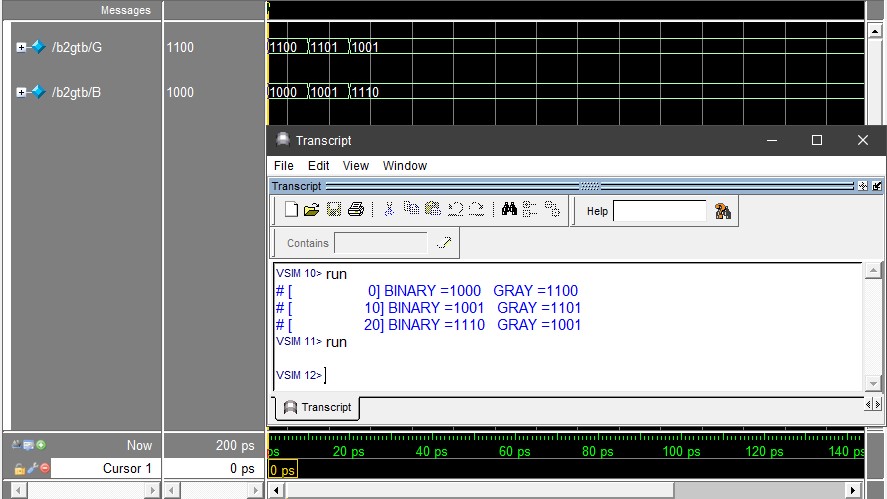 Messages
/b2gtb/G 1100 1100 1101 1001
/b2gtb/B 1000 1000 1001 1110
Transcript
File Edit View Window
Transcript
Help
Contains
VSIM 10> run
# [ 0] BINARY =1000 GRAY =1100
# [ 10] BINARY =1001 GRAY =1101
# [ 20] BINARY =1110 GRAY =1001
VSIM 11> run
VSIM 12>
Transcript
Now 200 ps ps 20 ps 40 ps 60 ps 80 ps 100 ps 120 ps 140 ps
Cursor 1 0 ps 0 ps